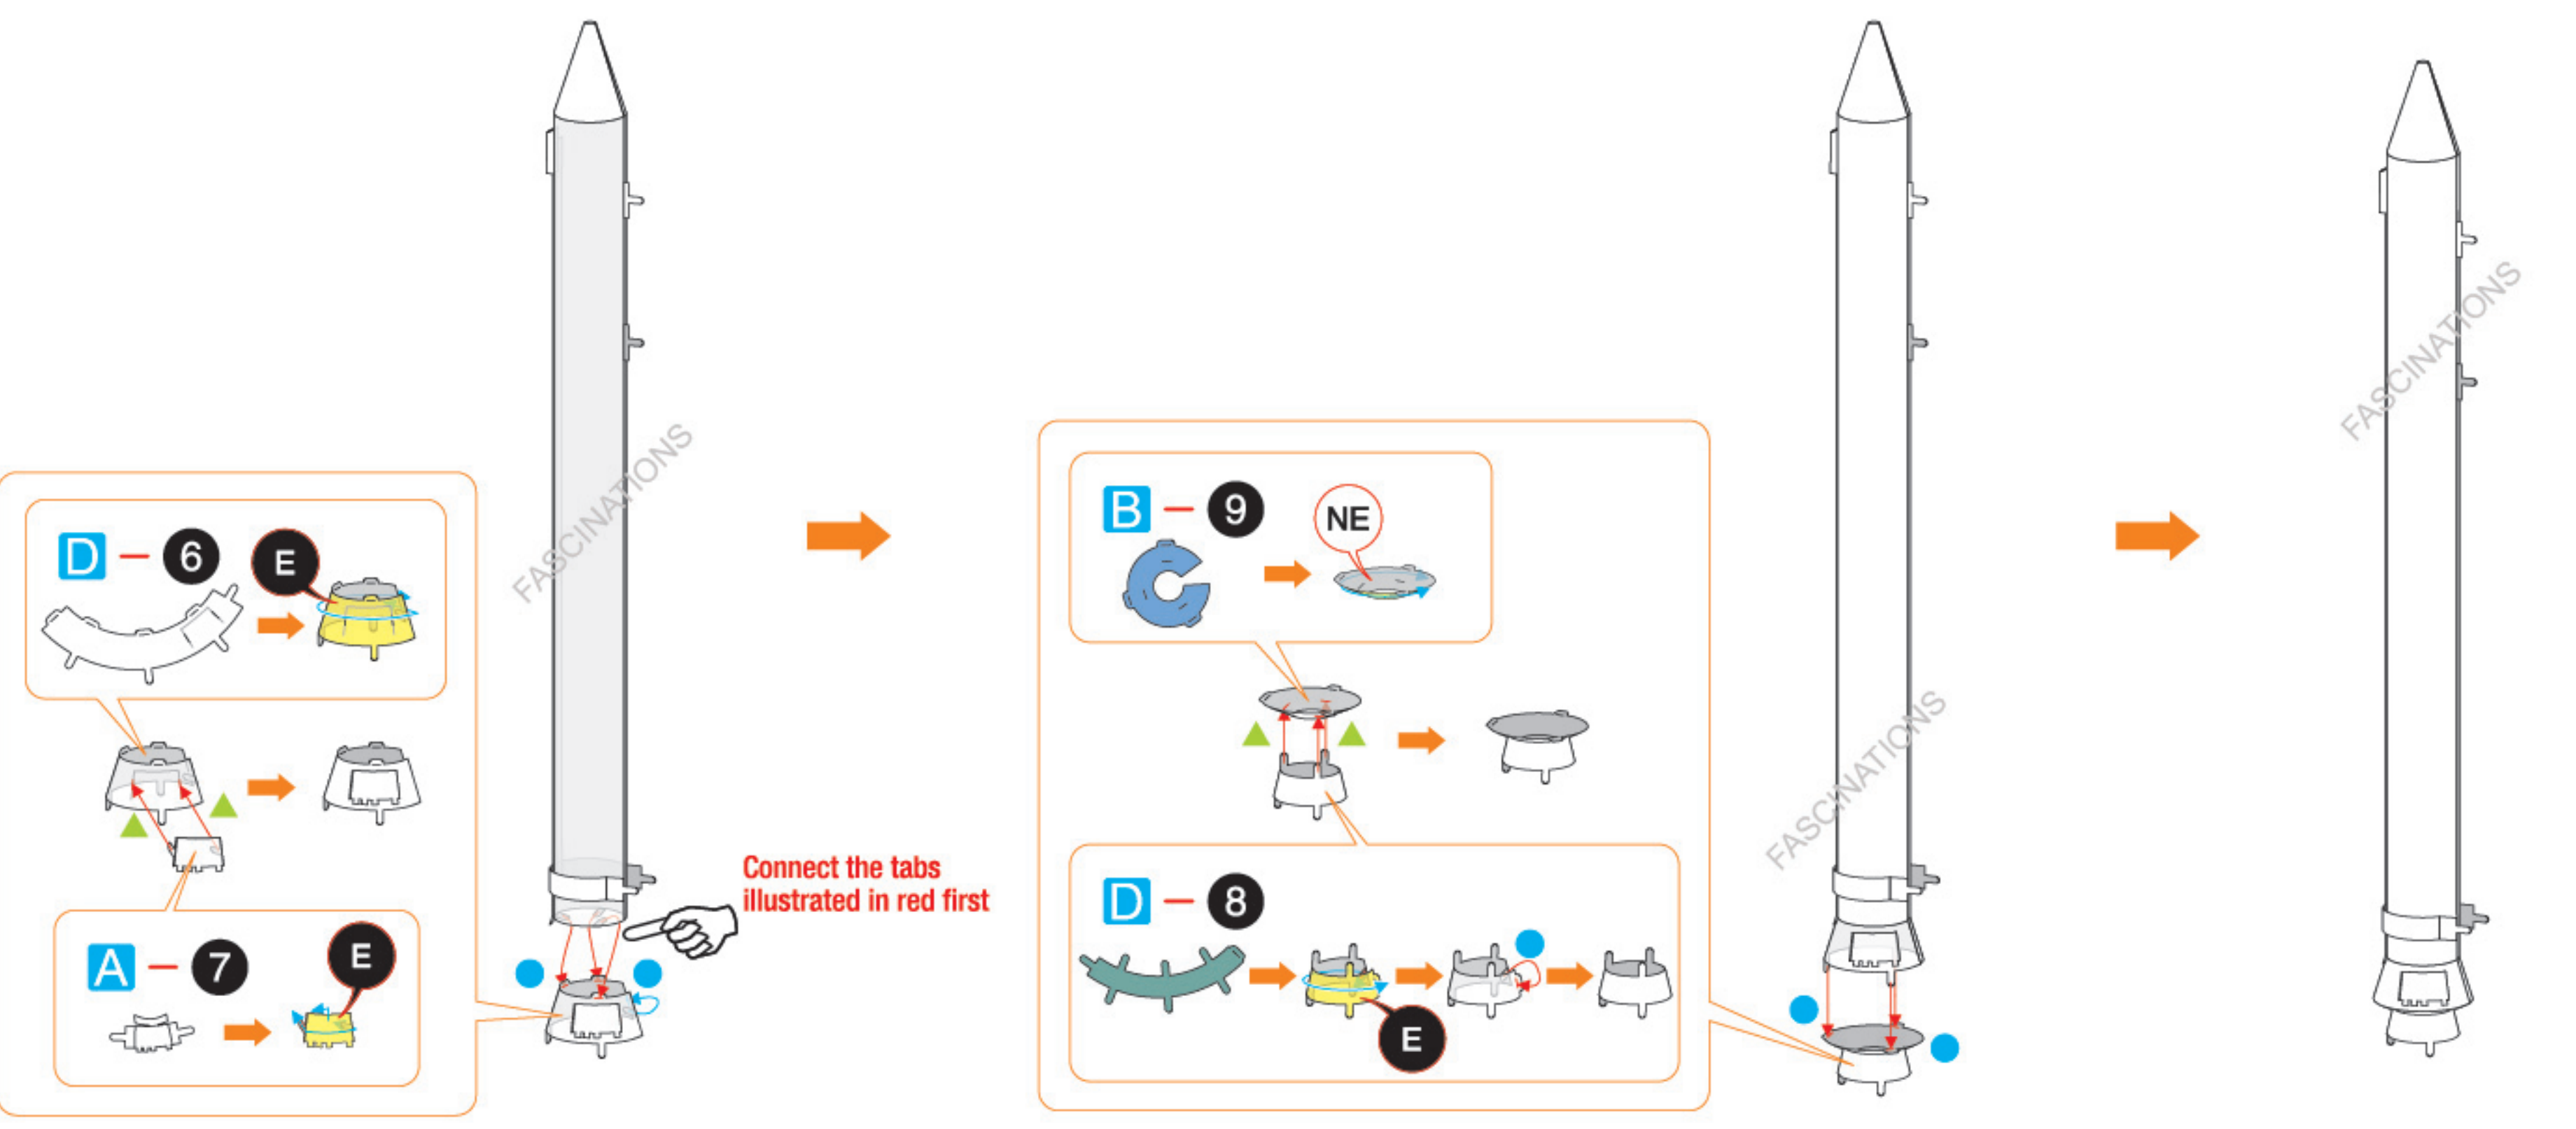 D - 6
E
A - 7
E
FASCINATIONS
Connect the tabs
illustrated in red first
B - 9
NE
D - 8
E
FASCINATIONS
FASCINATIONS